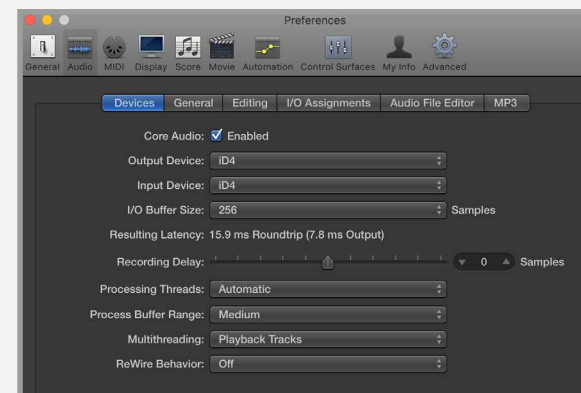 Preferences
General Audio MIDI Display Score Movie Automation Control Surfaces My Info Advanced
Devices General Editing I/O Assignments Audio File Editor MP3
Core Audio: Enabled
Output Device: iD4
Input Device: iD4
I/O Buffer Size: 256 Samples
Resulting Latency: 15.9 ms Roundtrip (7.8 ms Output)
Recording Delay: 0 Samples
Processing Threads: Automatic
Process Buffer Range: Medium
Multithreading: Playback Tracks
ReWire Behavior: Off